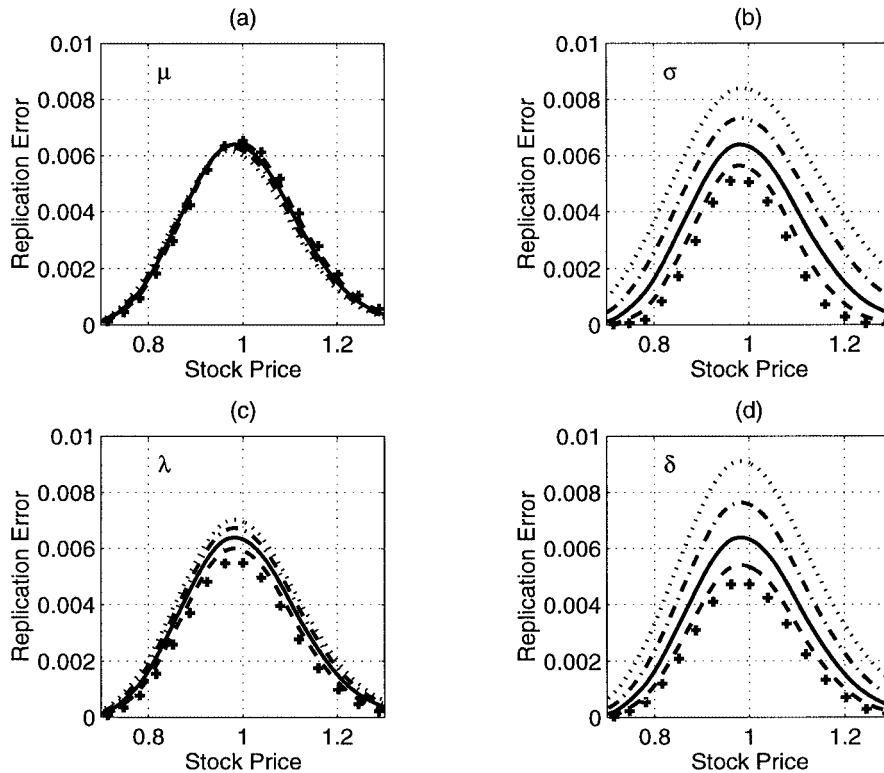 (a)
0.01
0.008
0.006
0.004
0.002
0
μ
Replication Error
0.8
1
1.2
Stock Price
(b)
0.01
0.008
0.006
0.004
0.002
0
σ
Replication Error
0.8
1
1.2
Stock Price
(c)
0.01
0.008
0.006
0.004
0.002
0
λ
Replication Error
0.8
1
1.2
Stock Price
(d)
0.01
0.008
0.006
0.004
0.002
0
δ
Replication Error
0.8
1
1.2
Stock Price